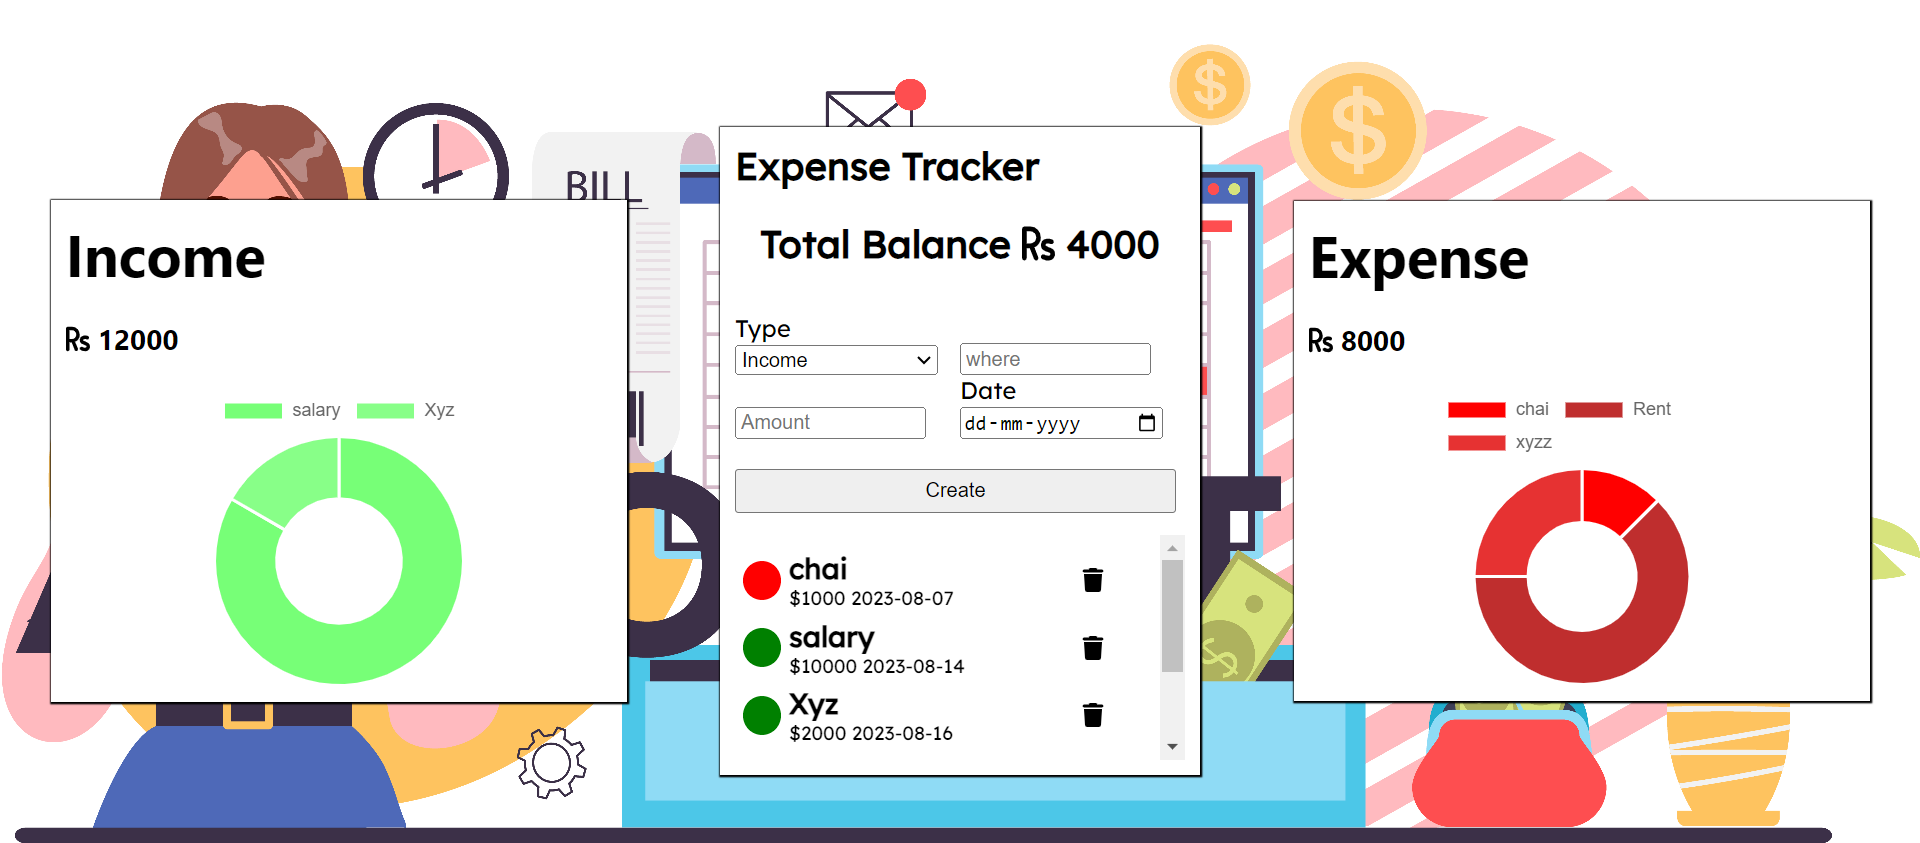 BILL
Income
₨ 12000
salary Xyz
Expense Tracker
Total Balance ₨ 4000
Type
Income
where
Date
Amount
dd-mm-yyyy
Create
chai
$1000 2023-08-07
salary
$10000 2023-08-14
Xyz
$2000 2023-08-16
Expense
₨ 8000
chai Rent
xyzz
$
$
$